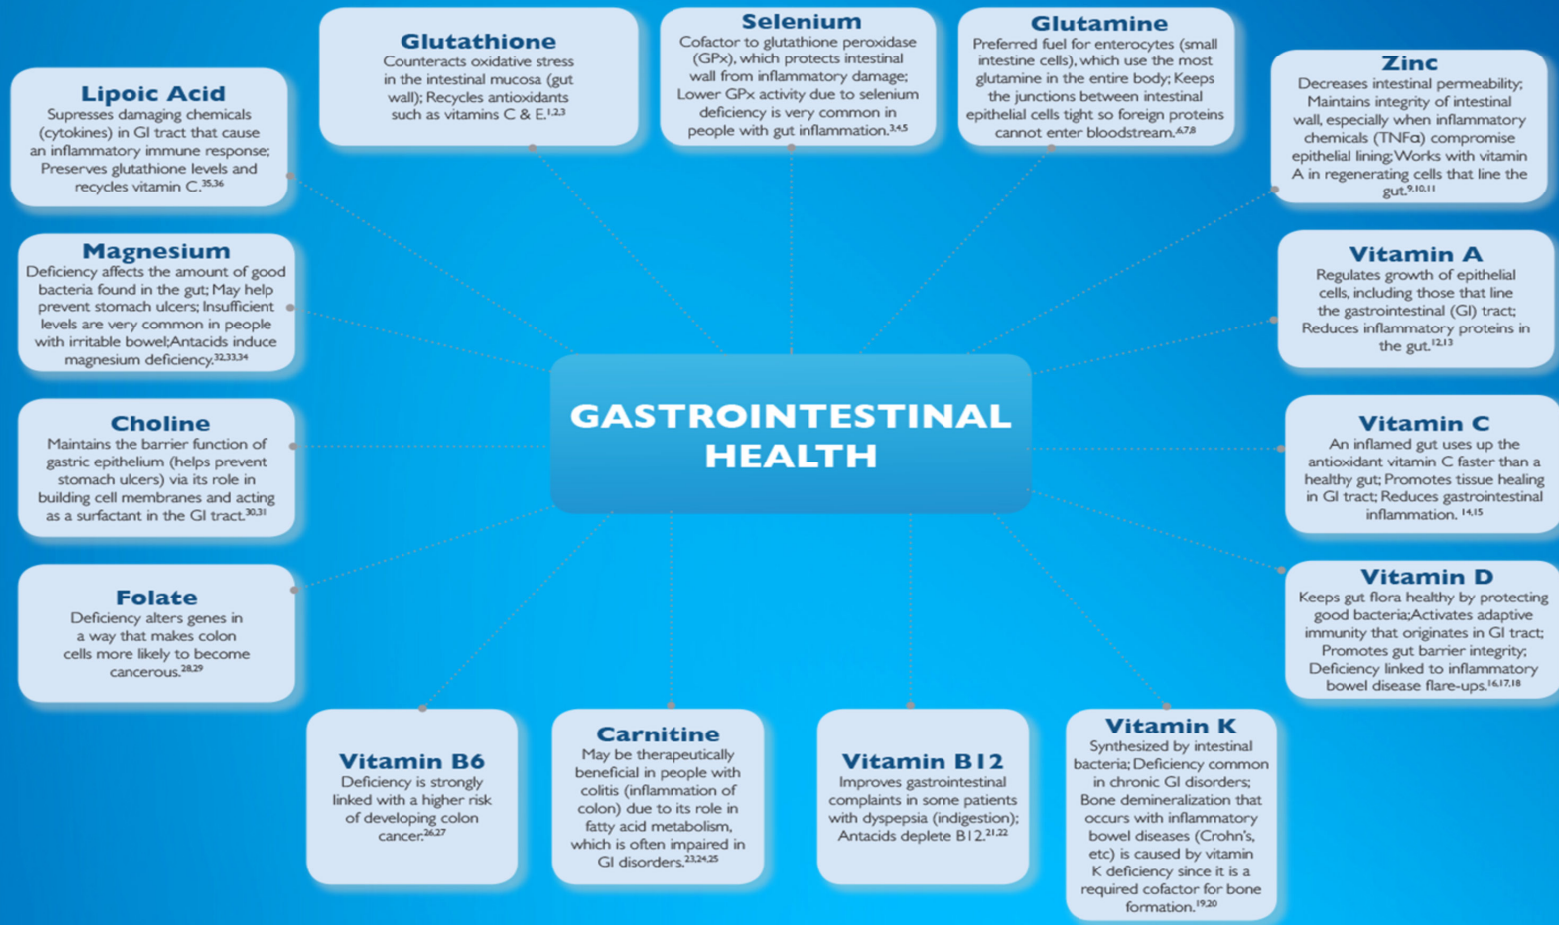 Glutathione
Counteracts oxidative stress
in the intestinal mucosa (gut
wall); Recycles antioxidants
such as vitamins C & E.1,2,3
Selenium
Cofactor to glutathione peroxidase
(GPx), which protects intestinal
wall from inflammatory damage;
Lower GPx activity due to selenium
deficiency is very common in
people with gut inflammation.3,4,5
Glutamine
Preferred fuel for enterocytes (small
intestine cells), which use the most
glutamine in the entire body; Keeps
the junctions between intestinal
epithelial cells tight so foreign proteins
cannot enter bloodstream.,6,7,8
Zinc
Decreases intestinal permeability;
Maintains integrity of intestinal
wall, especially when inflammatory
chemicals (TNFα) compromise
epithelial lining; Works with vitamin
A in regenerating cells that line the
gut.9,10,11
Lipoic Acid
Supresses damaging chemicals
(cytokines) in GI tract that cause
an inflammatory immune response;
Preserves glutathione levels and
recycles vitamin C.35,36
Magnesium
Deficiency affects the amount of good
bacteria found in the gut; May help
prevent stomach ulcers; Insufficient
levels are very common in people
with irritable bowel;Antacids induce
magnesium deficiency.32,33,34
Vitamin A
Regulates growth of epithelial
cells, including those that line
the gastrointestinal (GI) tract;
Reduces inflammatory proteins in
the gut.12,13
GASTROINTESTINAL
HEALTH
Choline
Maintains the barrier function of
gastric epithelium (helps prevent
stomach ulcers) via its role in
building cell membranes and acting
as a surfactant in the GI tract.30,31
Vitamin C
An inflamed gut uses up the
antioxidant vitamin C faster than a
healthy gut; Promotes tissue healing
in GI tract; Reduces gastrointestinal
inflammation. 14,15
Folate
Deficiency alters genes in
a way that makes colon
cells more likely to become
cancerous.28,29
Vitamin D
Keeps gut flora healthy by protecting
good bacteria;Activates adaptive
immunity that originates in GI tract;
Promotes gut barrier integrity;
Deficiency linked to inflammatory
bowel disease flare-ups.16,17,18
Vitamin B6
Deficiency is strongly
linked with a higher risk
of developing colon
cancer.26,27
Carnitine
May be therapeutically
beneficial in people with
colitis (inflammation of
colon) due to its role in
fatty acid metabolism,
which is often impaired in
GI disorders.23,24,25
Vitamin B12
Improves gastrointestinal
complaints in some patients
with dyspepsia (indigestion);
Antacids deplete B12.21,22
Vitamin K
Synthesized by intestinal
bacteria; Deficiency common
in chronic GI disorders;
Bone demineralization that
occurs with inflammatory
bowel diseases (Crohn's,
etc) is caused by vitamin
K deficiency since it is a
required cofactor for bone
formation.19,20